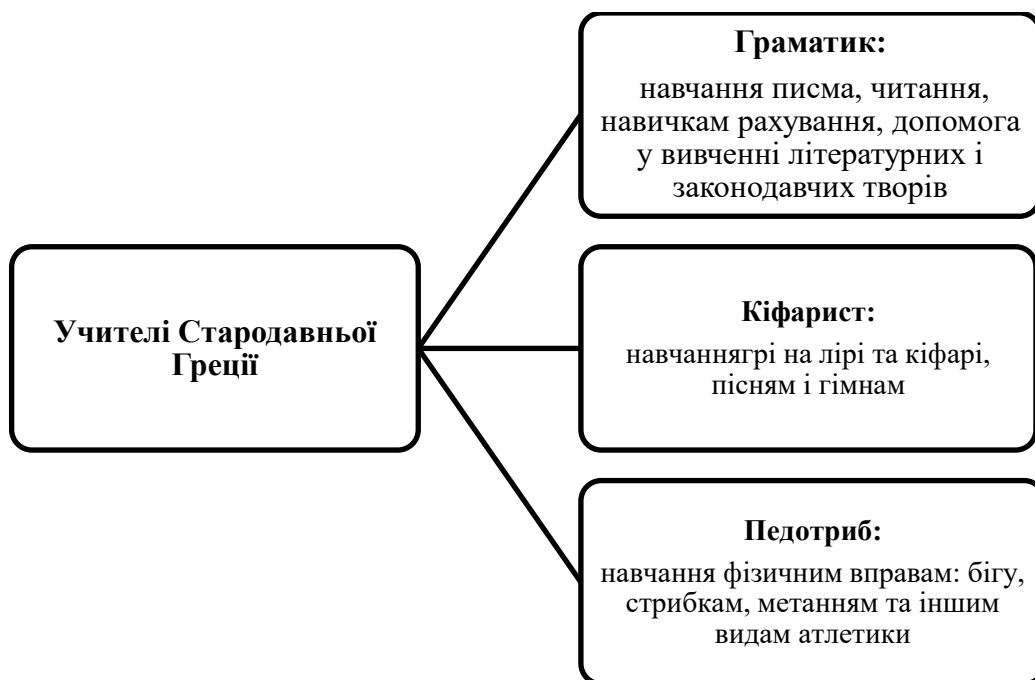 Учителі Стародавньої
Греції
Граматик:
навчання писма, читання,
навичкам рахування, допомога
у вивченні літературних і
законодавчих творів
Кіфарист:
навчаннягрі на лірі та кіфарі,
пісням і гімнам
Педотриб:
навчання фізичним вправам: бігу,
стрибкам, метанням та іншим
видам атлетики